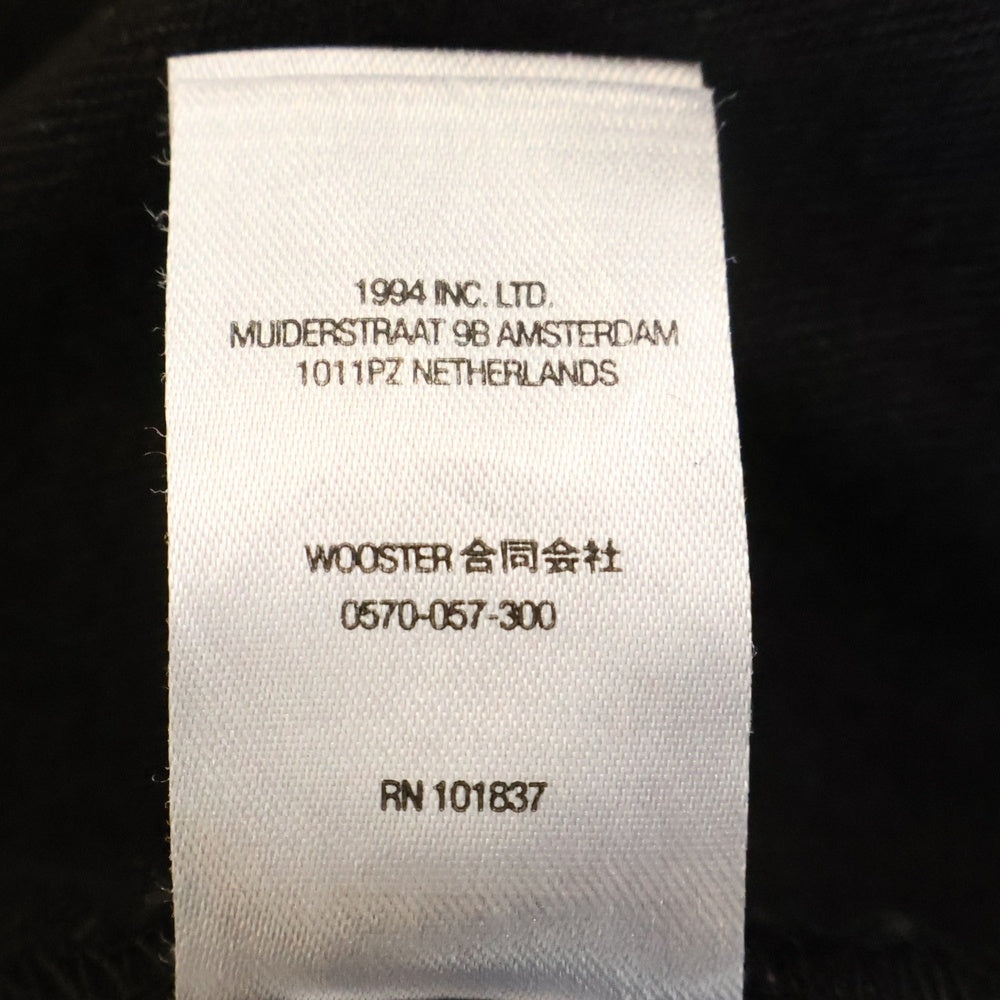 1994 INC. LTD.
MUIDERSTRAAT 9B AMSTERDAM
1011PZ NETHERLANDS
WOOSTER 合同会社
0570-057-300
RN 101837